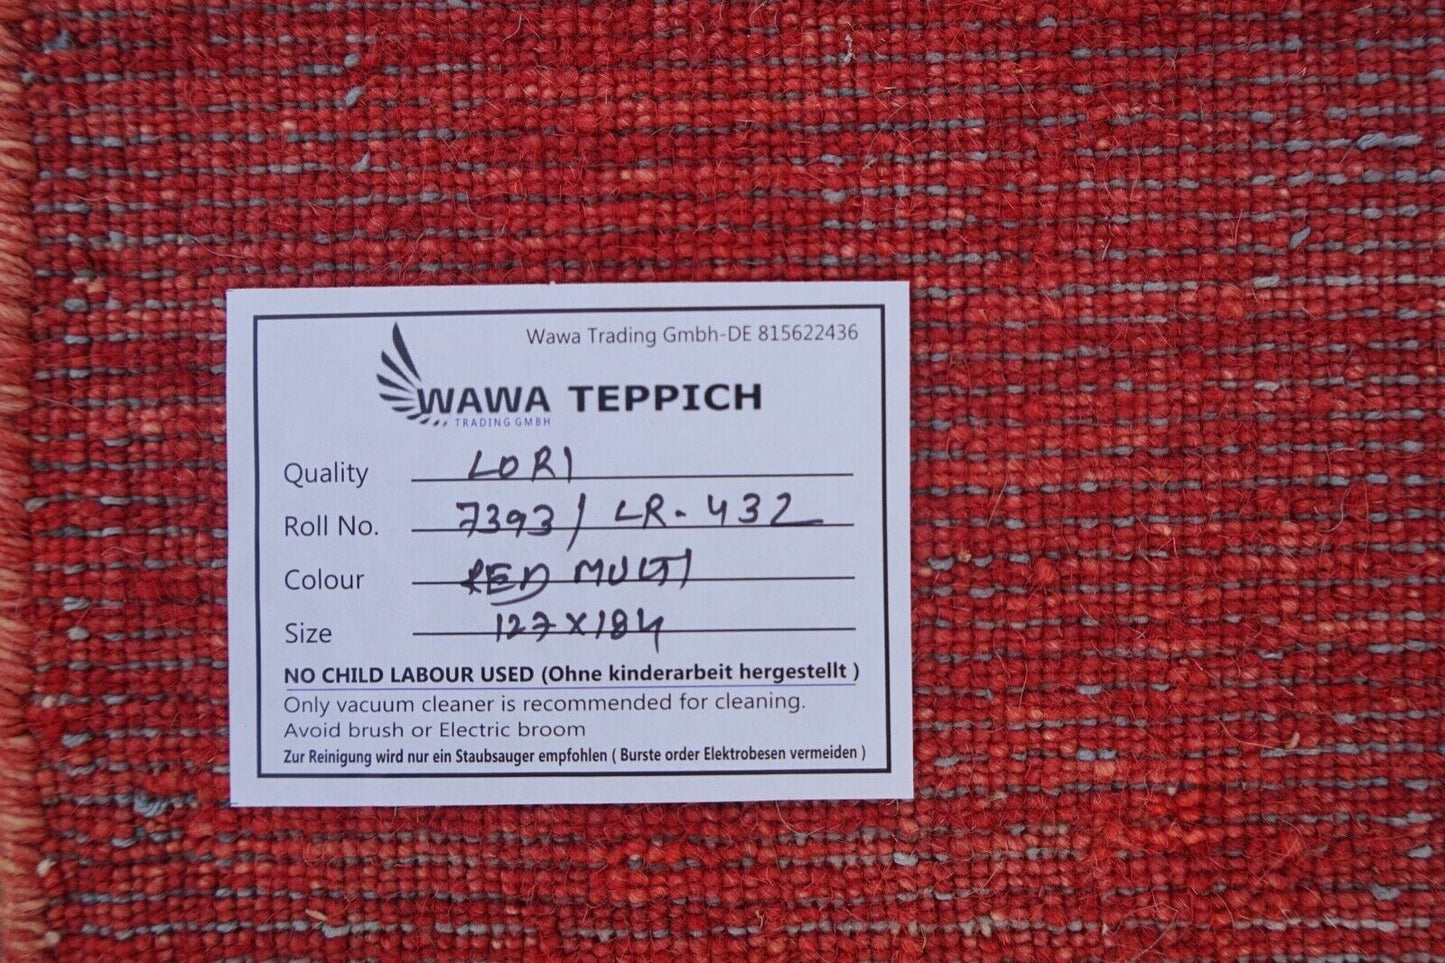 Wawa Trading Gmbh-DE 815622436
WAWA TEPPICH
TRADING GMBH
Quality LORI
Roll No. 7393/ LR-432
Colour RED MULTI
Size 127X184
NO CHILD LABOUR USED (Ohne kinderarbeit hergestellt )
Only vacuum cleaner is recommended for cleaning.
Avoid brush or Electric broom
Zur Reinigung wird nur ein Staubsauger empfohlen ( Burste order Elektrobesen vermeiden )